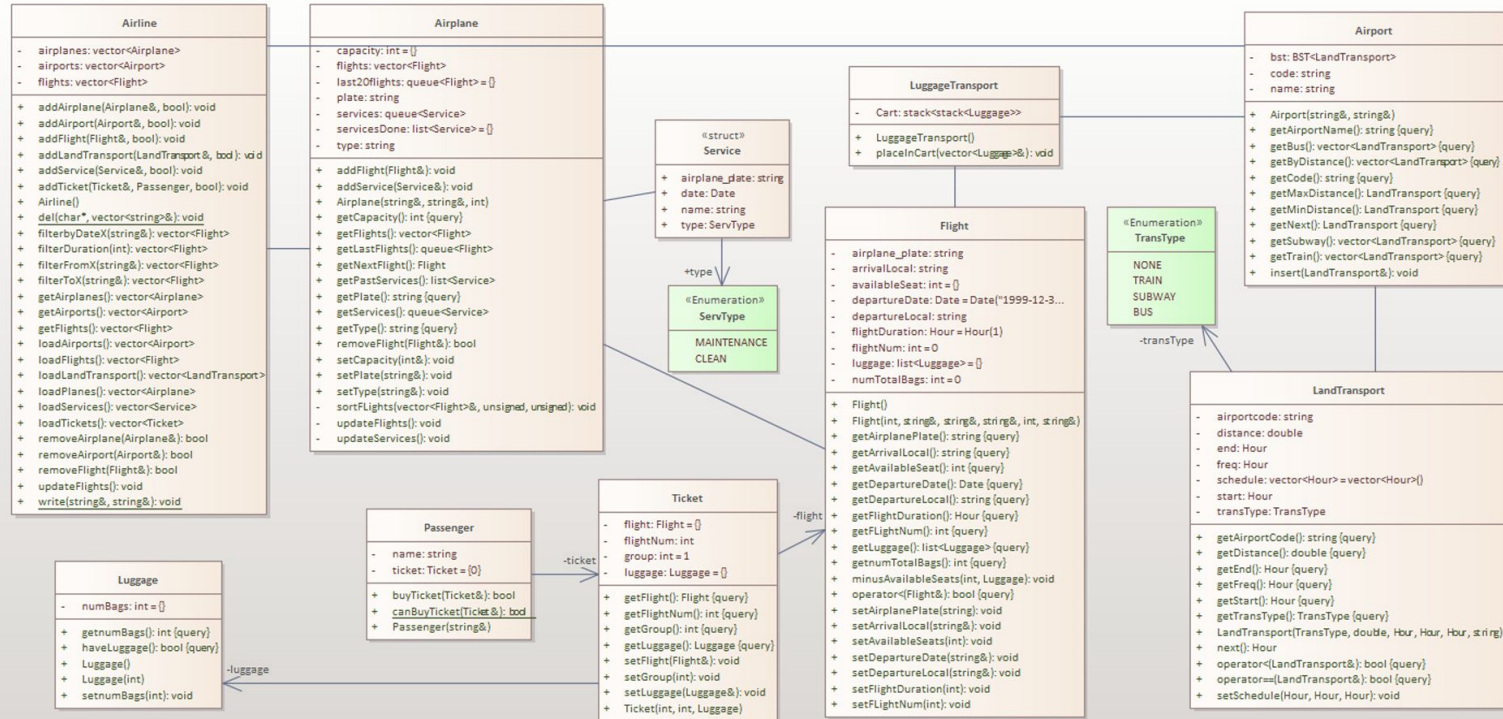 Airline
- airplanes: vector<Airplane>
- airports: vector<Airport>
- flights: vector<Flight>
+ addAirplane(Airplane&, bool): void
+ addAirport(Airport&, bool): void
+ addFlight(Flight&, bool): void
+ addLandTransport(LandTransport&, bool): void
+ addService(Service&, bool): void
+ addTicket(Ticket&, Passenger, bool): void
+ Airline()
+ del(char*, vector<string>&): void
+ filterbyDateX(string&): vector<Flight>
+ filterDuration(int): vector<Flight>
+ filterFromX(string&): vector<Flight>
+ filterToX(string&): vector<Flight>
+ getAirplanes(): vector<Airplane>
+ getAirports(): vector<Airport>
+ getFlights(): vector<Flight>
+ loadAirports(): vector<Airport>
+ loadFlights(): vector<Flight>
+ loadLandTransport(): vector<LandTransport>
+ loadPlanes(): vector<Airplane>
+ loadServices(): vector<Service>
+ loadTickets(): vector<Ticket>
+ removeAirplane(Airplane&): bool
+ removeAirport(Airport&): bool
+ removeFlight(Flight&): bool
+ updateFlights(): void
+ write(string&, string&): void
Airplane
- capacity: int = {}
- flights: vector<Flight>
- last20flights: queue<Flight> = {}
- plate: string
- services: queue<Service>
- servicesDone: list<Service> = {}
- type: string
+ addFlight(Flight&): void
+ addService(Service&): void
+ Airplane(string&, string&, int)
+ getCapacity(): int {query}
+ getFlights(): vector<Flight>
+ getLastFlights(): queue<Flight>
+ getNextFlight(): Flight
+ getPastServices(): list<Service>
+ getPlate(): string {query}
+ getServices(): queue<Service>
+ getType(): string {query}
+ removeFlight(Flight&): bool
+ setCapacity(int&): void
+ setPlate(string&): void
+ setType(string&): void
- sortFLights(vector<Flight>&, unsigned, unsigned): void
- updateFlights(): void
- updateServices(): void
«struct»
Service
+ airplane_plate: string
+ date: Date
+ name: string
+ type: ServType
+type
«Enumeration»
ServType
MAINTENANCE
CLEAN
LuggageTransport
- Cart: stack<stack<Luggage>>
+ LuggageTransport()
+ placeInCart(vector<Luggage>&): void
Airport
- bst: BST<LandTransport>
- code: string
- name: string
+ Airport(string&, string&)
+ getAirportName(): string {query}
+ getBus(): vector<LandTransport> {query}
+ getByDistance(): vector<LandTransport> {query}
+ getCode(): string {query}
+ getMaxDistance(): LandTransport {query}
+ getMinDistance(): LandTransport {query}
+ getNext(): LandTransport {query}
+ getSubway(): vector<LandTransport> {query}
+ getTrain(): vector<LandTransport> {query}
+ insert(LandTransport&): void
Flight
- airplane_plate: string
- arrivalLocal: string
- availableSeat: int = {}
- departureDate: Date = Date("1999-12-3...
- departureLocal: string
- flightDuration: Hour = Hour(1)
- flightNum: int = 0
- luggage: list<Luggage> = {}
- numTotalBags: int = 0
+ Flight()
+ Flight(int, string&, string&, string&, int, string&)
+ getAirplanePlate(): string {query}
+ getArrivalLocal(): string {query}
+ getAvailableSeat(): int {query}
+ getDepartureDate(): Date {query}
+ getDepartureLocal(): string {query}
+ getFlightDuration(): Hour {query}
+ getFLightNum(): int {query}
+ getLuggage(): list<Luggage> {query}
+ getnumTotalBags(): int {query}
+ minusAvailableSeats(int, Luggage): void
+ operator<(Flight&): bool {query}
+ setAirplanePlate(string): void
+ setArrivalLocal(string&): void
+ setAvailableSeats(int): void
+ setDepartureDate(string&): void
+ setDepartureLocal(string&): void
+ setFlightDuration(int): void
+ setFLightNum(int): void
«Enumeration»
TransType
NONE
TRAIN
SUBWAY
BUS
-transType
LandTransport
- airportcode: string
- distance: double
- end: Hour
- freq: Hour
- schedule: vector<Hour> = vector<Hour>()
- start: Hour
- transType: TransType
+ getAirportCode(): string {query}
+ getDistance(): double {query}
+ getEnd(): Hour {query}
+ getFreq(): Hour {query}
+ getStart(): Hour {query}
+ getTransType(): TransType {query}
+ LandTransport(TransType, double, Hour, Hour, Hour, string)
+ next(): Hour
+ operator<(LandTransport&): bool {query}
+ operator==(LandTransport&): bool {query}
+ setSchedule(Hour, Hour, Hour): void
Passenger
- name: string
- ticket: Ticket = {0}
+ buyTicket(Ticket&): bool
+ canBuyTicket(Ticket&): bool
+ Passenger(string&)
-ticket
Ticket
- flight: Flight = {}
- flightNum: int
- group: int = 1
- luggage: Luggage = {}
+ getFlight(): Flight {query}
+ getFlightNum(): int {query}
+ getGroup(): int {query}
+ getLuggage(): Luggage {query}
+ setFlight(Flight&): void
+ setGroup(int): void
+ setLuggage(Luggage&): void
+ Ticket(int, int, Luggage)
-flight
Luggage
- numBags: int = {}
+ getnumBags(): int {query}
+ haveLuggage(): bool {query}
+ Luggage()
+ Luggage(int)
+ setnumBags(int): void
-luggage